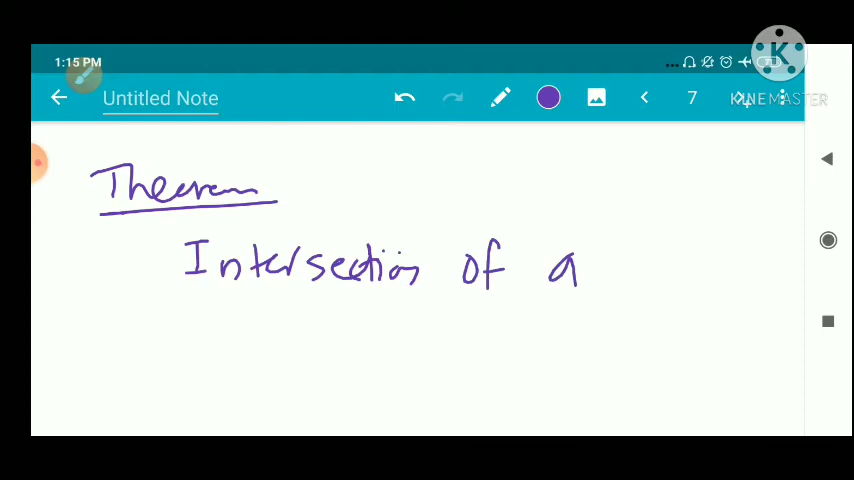 1:15 PM
K
KINEMASTER
Untitled Note
7
Theorem
Intersection of a